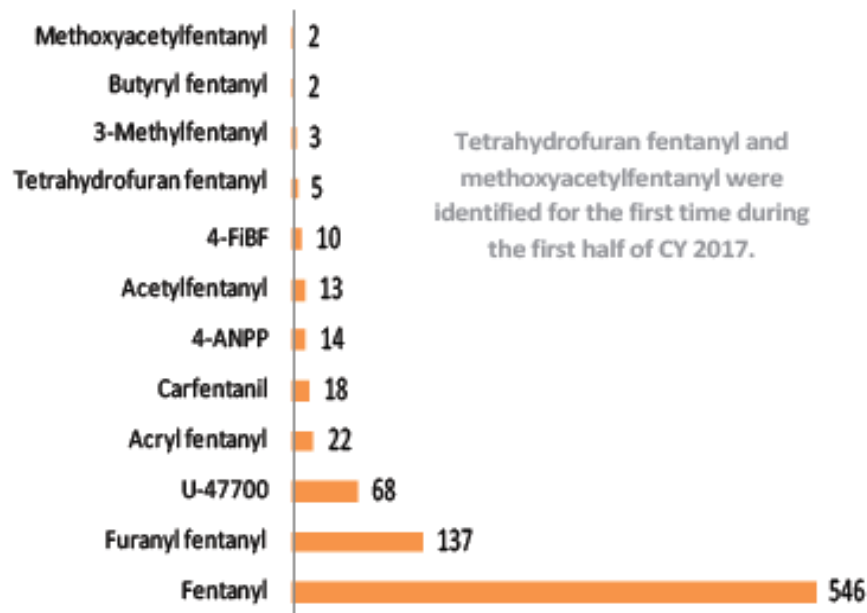 Methoxyacetylfentanyl 2
Butyryl fentanyl 2
3-Methylfentanyl 3
Tetrahydrofuran fentanyl 5
4-FiBF 10
Acetylfentanyl 13
4-ANPP 14
Carfentanil 18
Acryl fentanyl 22
U-47700 68
Furanyl fentanyl 137
Fentanyl 546
Tetrahydrofuran fentanyl and
methoxyacetylfentanyl were
identified for the first time during
the first half of CY 2017.